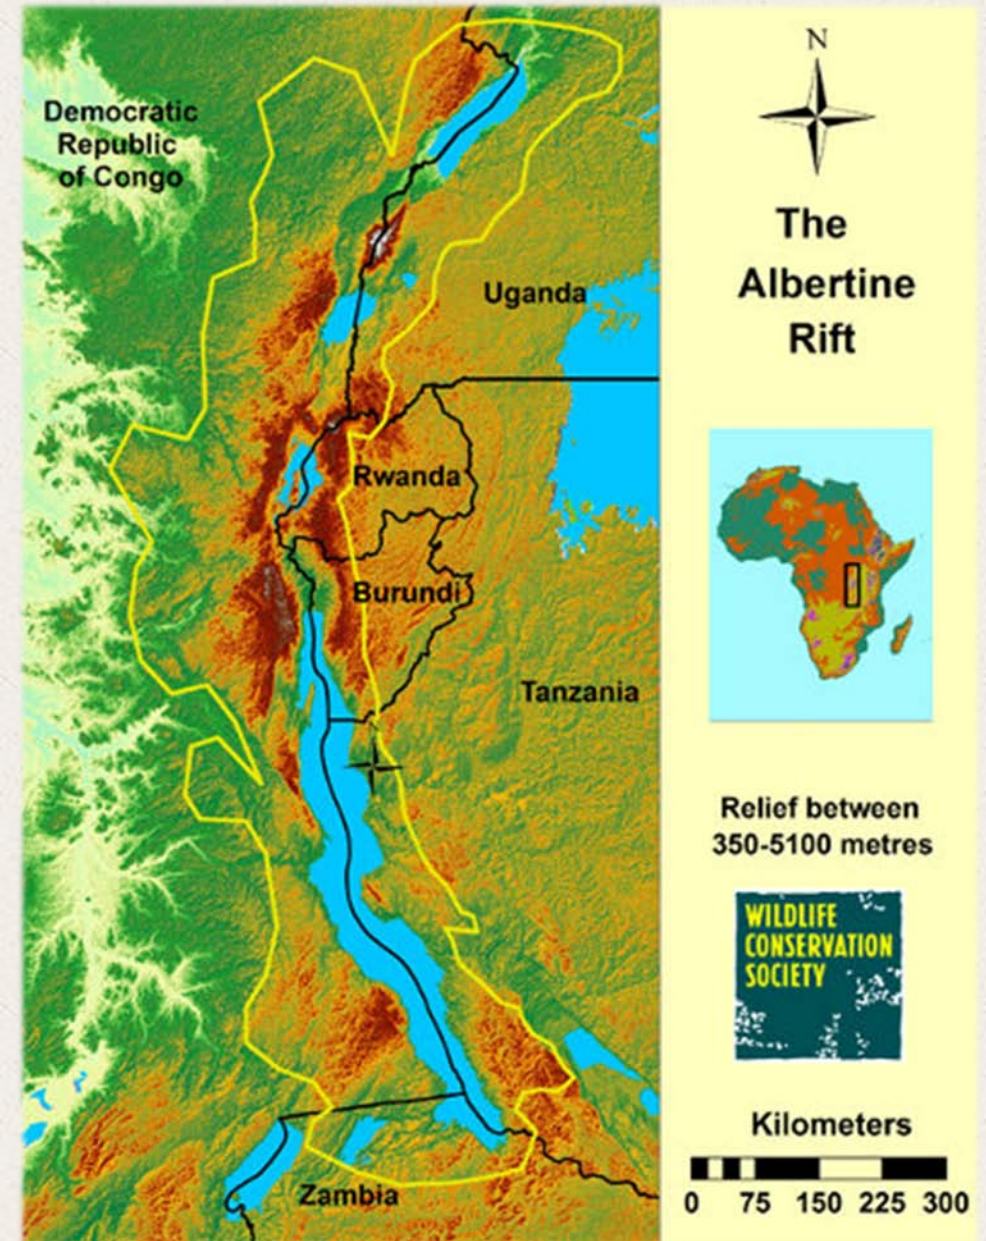 Democratic
Republic
of Congo
Uganda
Rwanda
Burundi
Tanzania
Zambia
N
The
Albertine
Rift
Relief between
350-5100 metres
WILDLIFE
CONSERVATION
SOCIETY
Kilometers
0 75 150 225 300